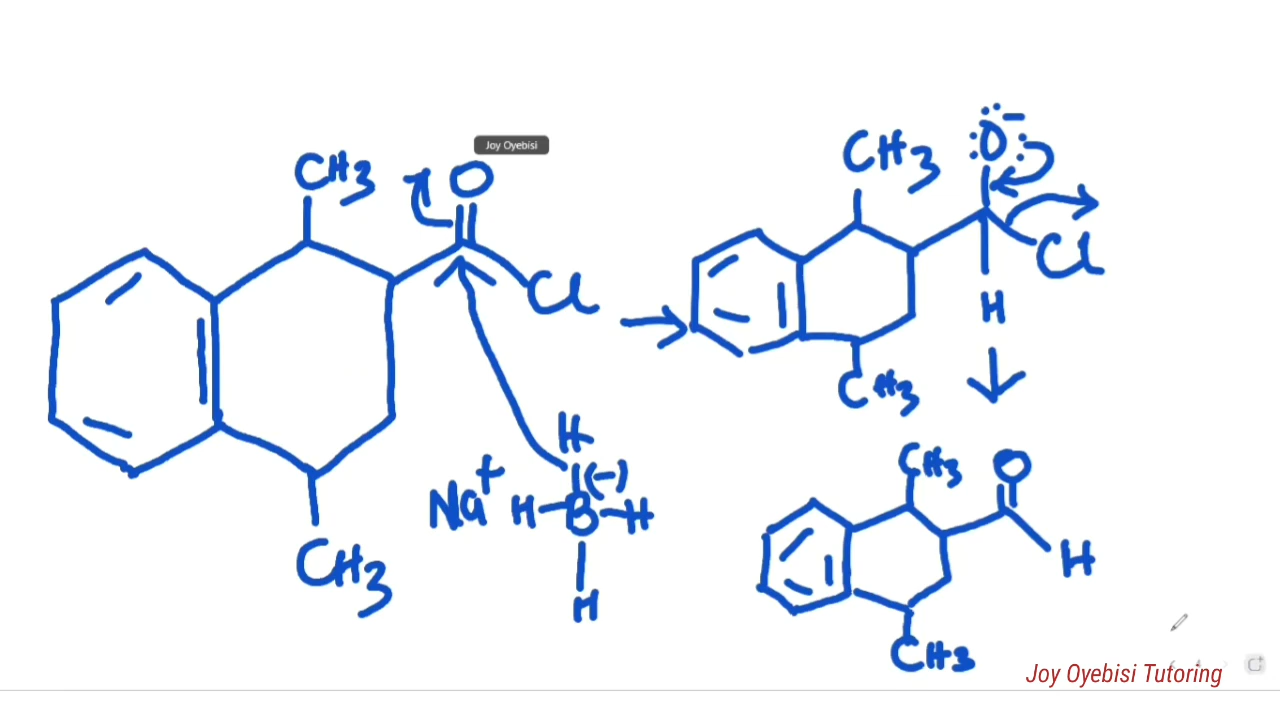 Joy Oyebisi
CH3
O
Cl
CH3
Na+
H
H B H
(-)
H
CH3
:O:-
Cl
H
CH3
CH3
O
H
CH3
Joy Oyebisi Tutoring